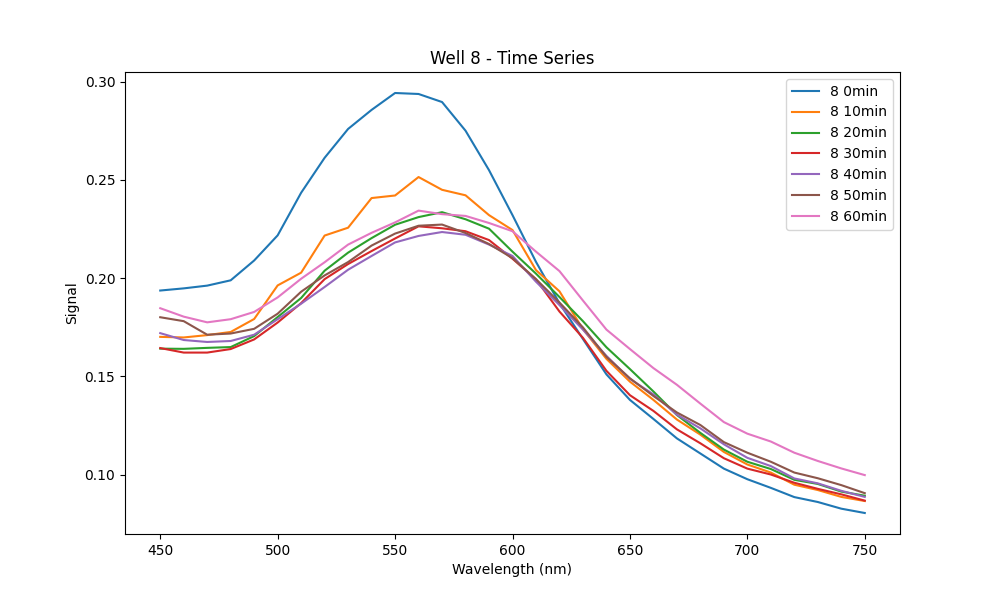 Well 8 - Time Series
Signal
0.30
0.25
0.20
0.15
0.10
8 0min
8 10min
8 20min
8 30min
8 40min
8 50min
8 60min
450 500 550 600 650 700 750
Wavelength (nm)